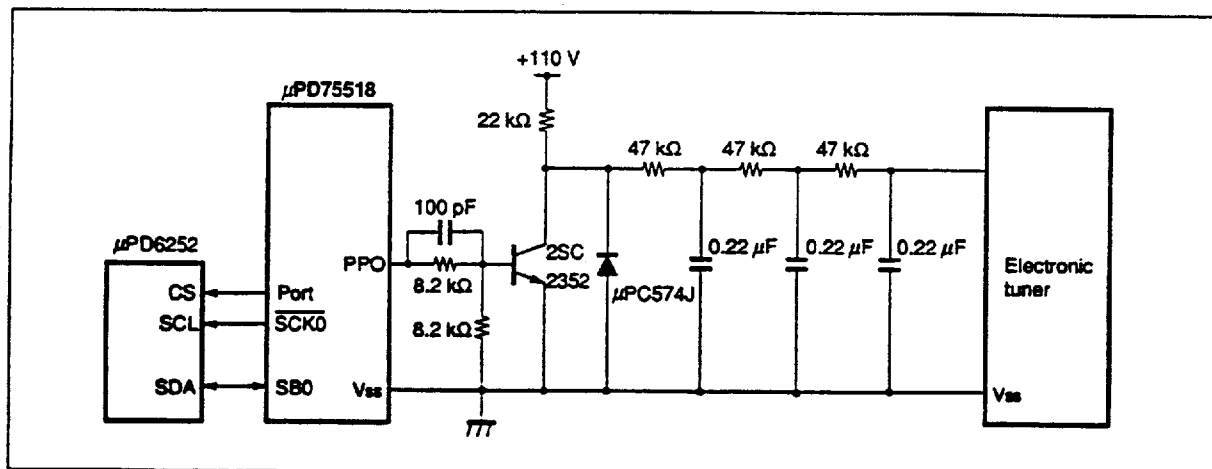 +110 V
μPD75518
22 kΩ
47 kΩ 47 kΩ 47 kΩ
100 pF
μPD6252
PPO
2SC
2352
8.2 kΩ
0.22 μF 0.22 μF 0.22 μF
Electronic
tuner
μPC574J
CS Port
SCL SCK0
8.2 kΩ
SDA SB0 Vss Vss